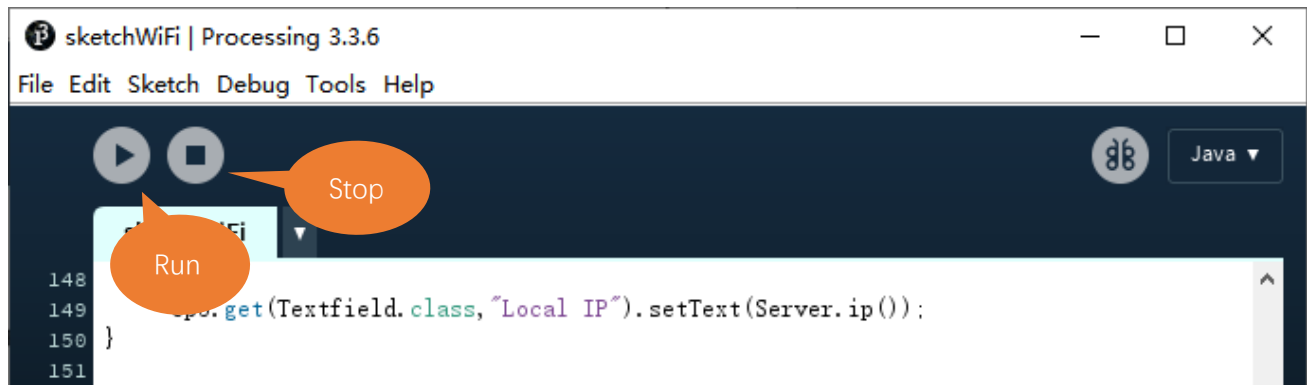 sketchWiFi | Processing 3.3.6
File Edit Sketch Debug Tools Help
Java ▼
Stop
Run
148
149 .get(Textfield.class,"Local IP").setText(Server.ip());
150 }
151